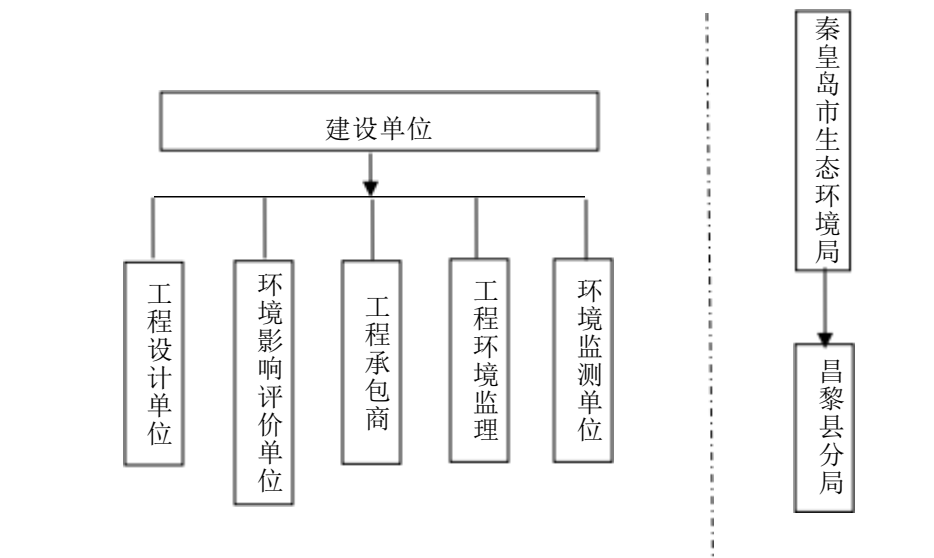 建设单位
工程设计单位
环境影响评价单位
工程承包商
工程环境监理
环境监测单位
秦皇岛市生态环境局
昌黎县分局